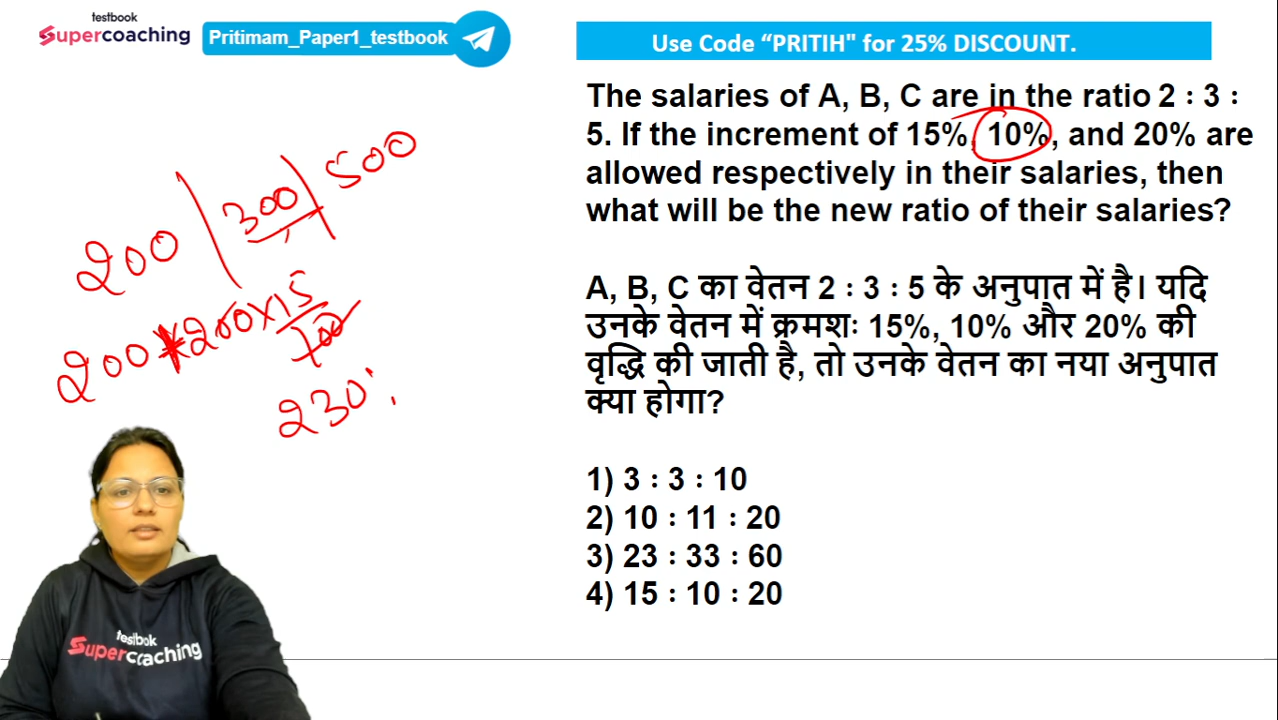 testbook
Supercoaching
Pritimam_Paper1_testbook
Use Code “PRITIH" for 25% DISCOUNT.
The salaries of A, B, C are in the ratio 2 : 3 :
5. If the increment of 15%, 10%, and 20% are
allowed respectively in their salaries, then
what will be the new ratio of their salaries?
A, B, C का वेतन 2 : 3 : 5 के अनुपात में है। यदि
उनके वेतन में क्रमशः 15%, 10% और 20% की
वृद्धि की जाती है, तो उनके वेतन का नया अनुपात
क्या होगा?
1) 3 : 3 : 10
2) 10 : 11 : 20
3) 23 : 33 : 60
4) 15 : 10 : 20
200 | 300 | 500
200 + 200 × 15
100
230 :
testbook
Supercoaching